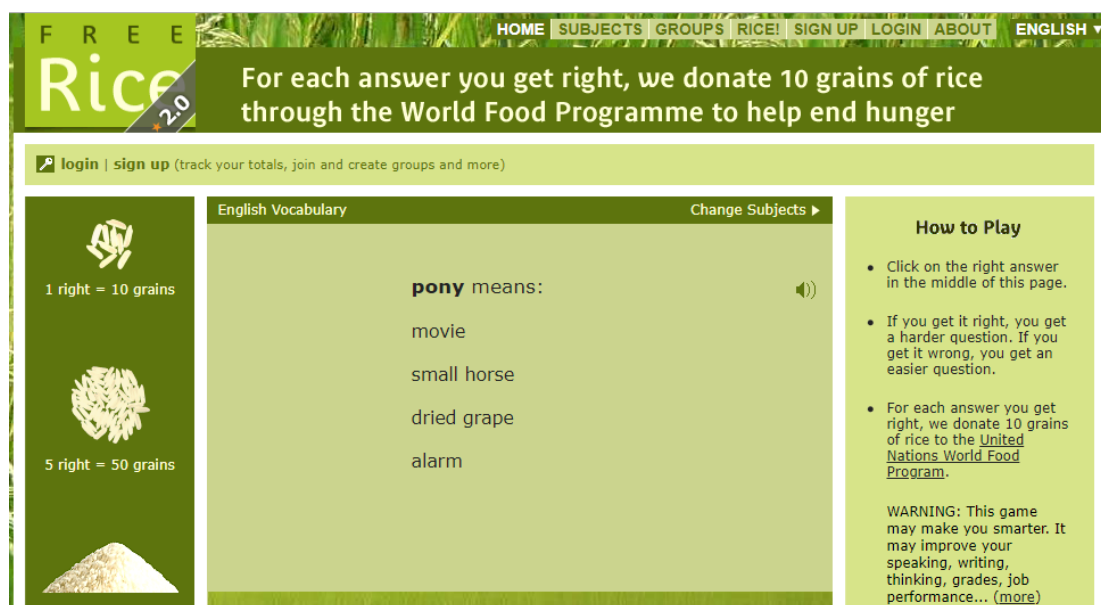 FREE
Rice
2.0
HOME SUBJECTS GROUPS RICE! SIGN UP LOGIN ABOUT ENGLISH ▼
For each answer you get right, we donate 10 grains of rice
through the World Food Programme to help end hunger
login | sign up (track your totals, join and create groups and more)
1 right = 10 grains
5 right = 50 grains
English Vocabulary
Change Subjects ▶
pony means:
movie
small horse
dried grape
alarm
How to Play
• Click on the right answer
in the middle of this page.
• If you get it right, you get
a harder question. If you
get it wrong, you get an
easier question.
• For each answer you get
right, we donate 10 grains
of rice to the United
Nations World Food
Program.
WARNING: This game
may make you smarter. It
may improve your
speaking, writing,
thinking, grades, job
performance... (more)